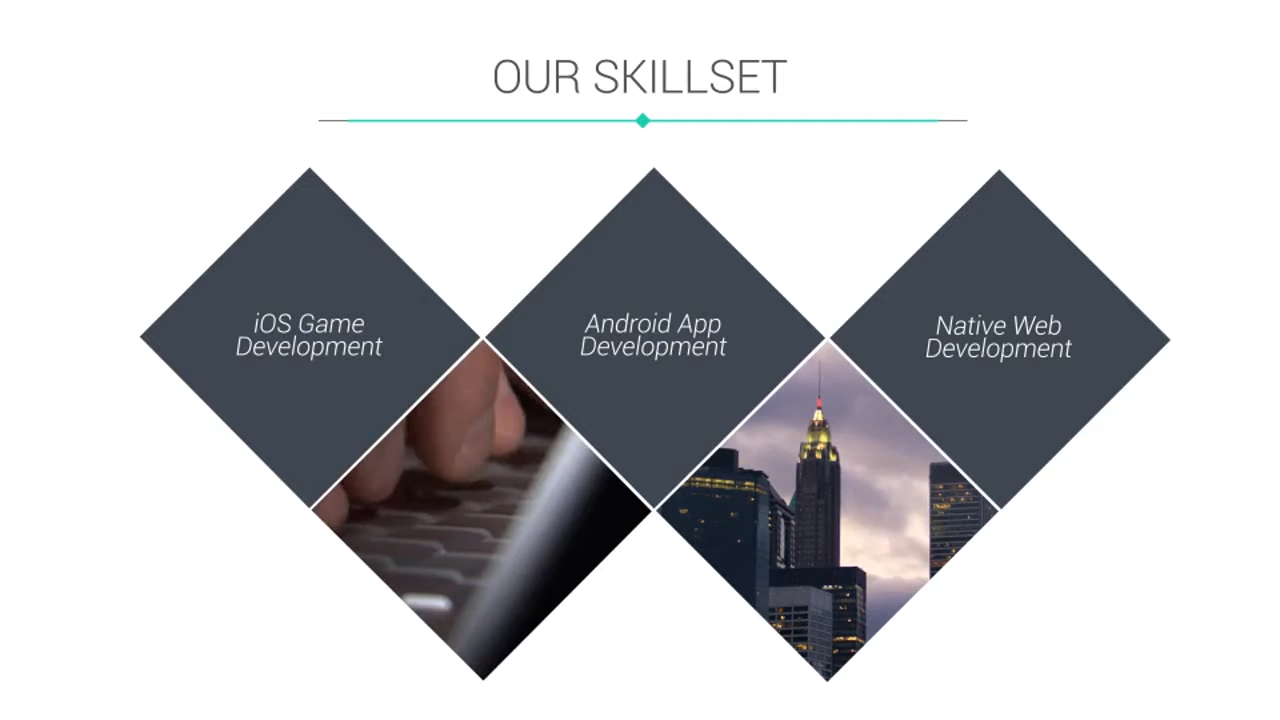 OUR SKILLSET
iOS Game
Development
Android App
Development
Native Web
Development